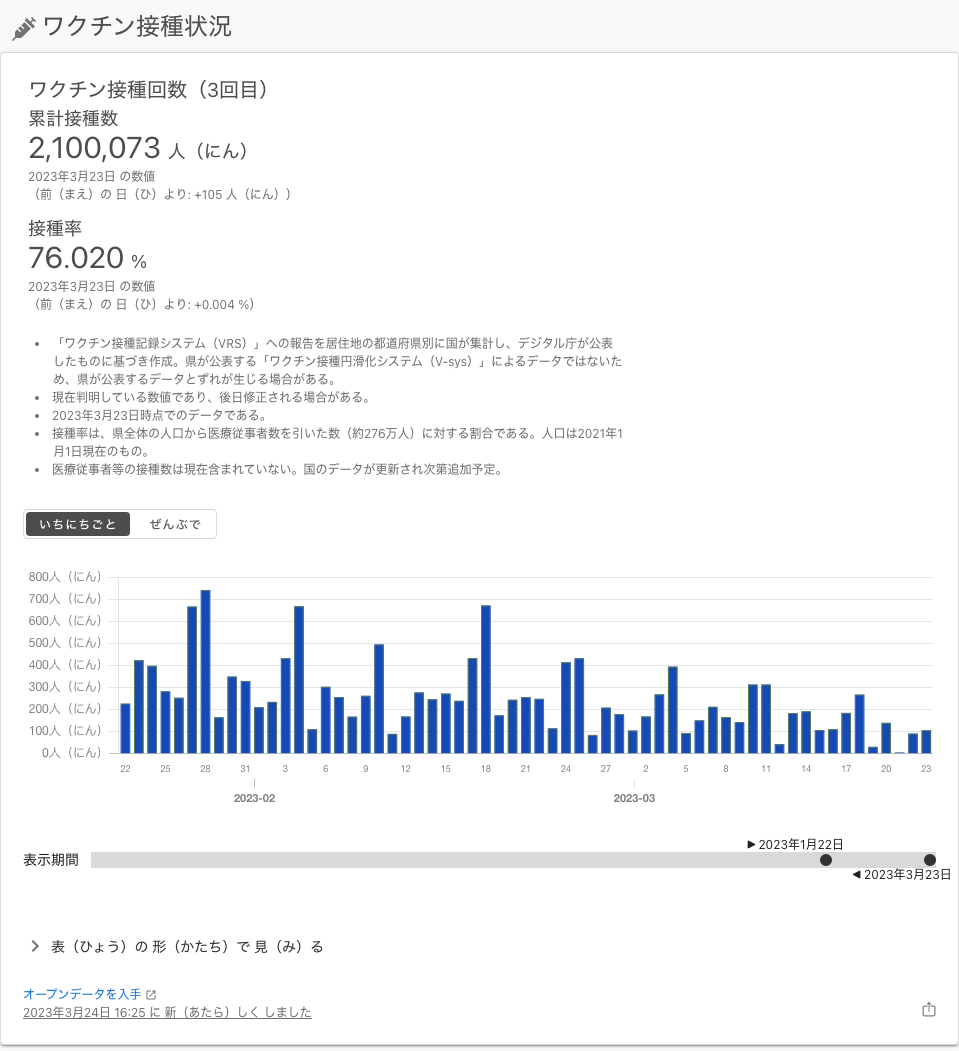 ワクチン接種状況
ワクチン接種回数（3回目）
累計接種数
2,100,073 人（にん）
2023年3月23日 の数値
（前（まえ）の 日（ひ）より: +105 人（にん））
接種率
76.020 %
2023年3月23日 の数値
（前（まえ）の 日（ひ）より: +0.004 %）
• 「ワクチン接種記録システム（VRS）」への報告を居住地の都道府県別に国が集計し、デジタル庁が公表
したものに基づき作成。県が公表する「ワクチン接種円滑化システム（V-sys）」によるデータではないた
め、県が公表するデータとずれが生じる場合がある。
• 現在判明している数値であり、後日修正される場合がある。
• 2023年3月23日時点でのデータである。
• 接種率は、県全体の人口から医療従事者数を引いた数（約276万人）に対する割合である。人口は2021年1
月1日現在のもの。
• 医療従事者等の接種数は現在含まれていない。国のデータが更新され次第追加予定。
いちにちごと ぜんぶで
800人（にん）
700人（にん）
600人（にん）
500人（にん）
400人（にん）
300人（にん）
200人（にん）
100人（にん）
0人（にん）
22 25 28 31 3 6 9 12 15 18 21 24 27 2 5 8 11 14 17 20 23
2023-02 2023-03
▶ 2023年1月22日
表示期間
◀ 2023年3月23日
表（ひょう）の 形（かたち）で 見（み）る
オープンデータを入手
2023年3月24日 16:25 に 新（あたら）しく しました